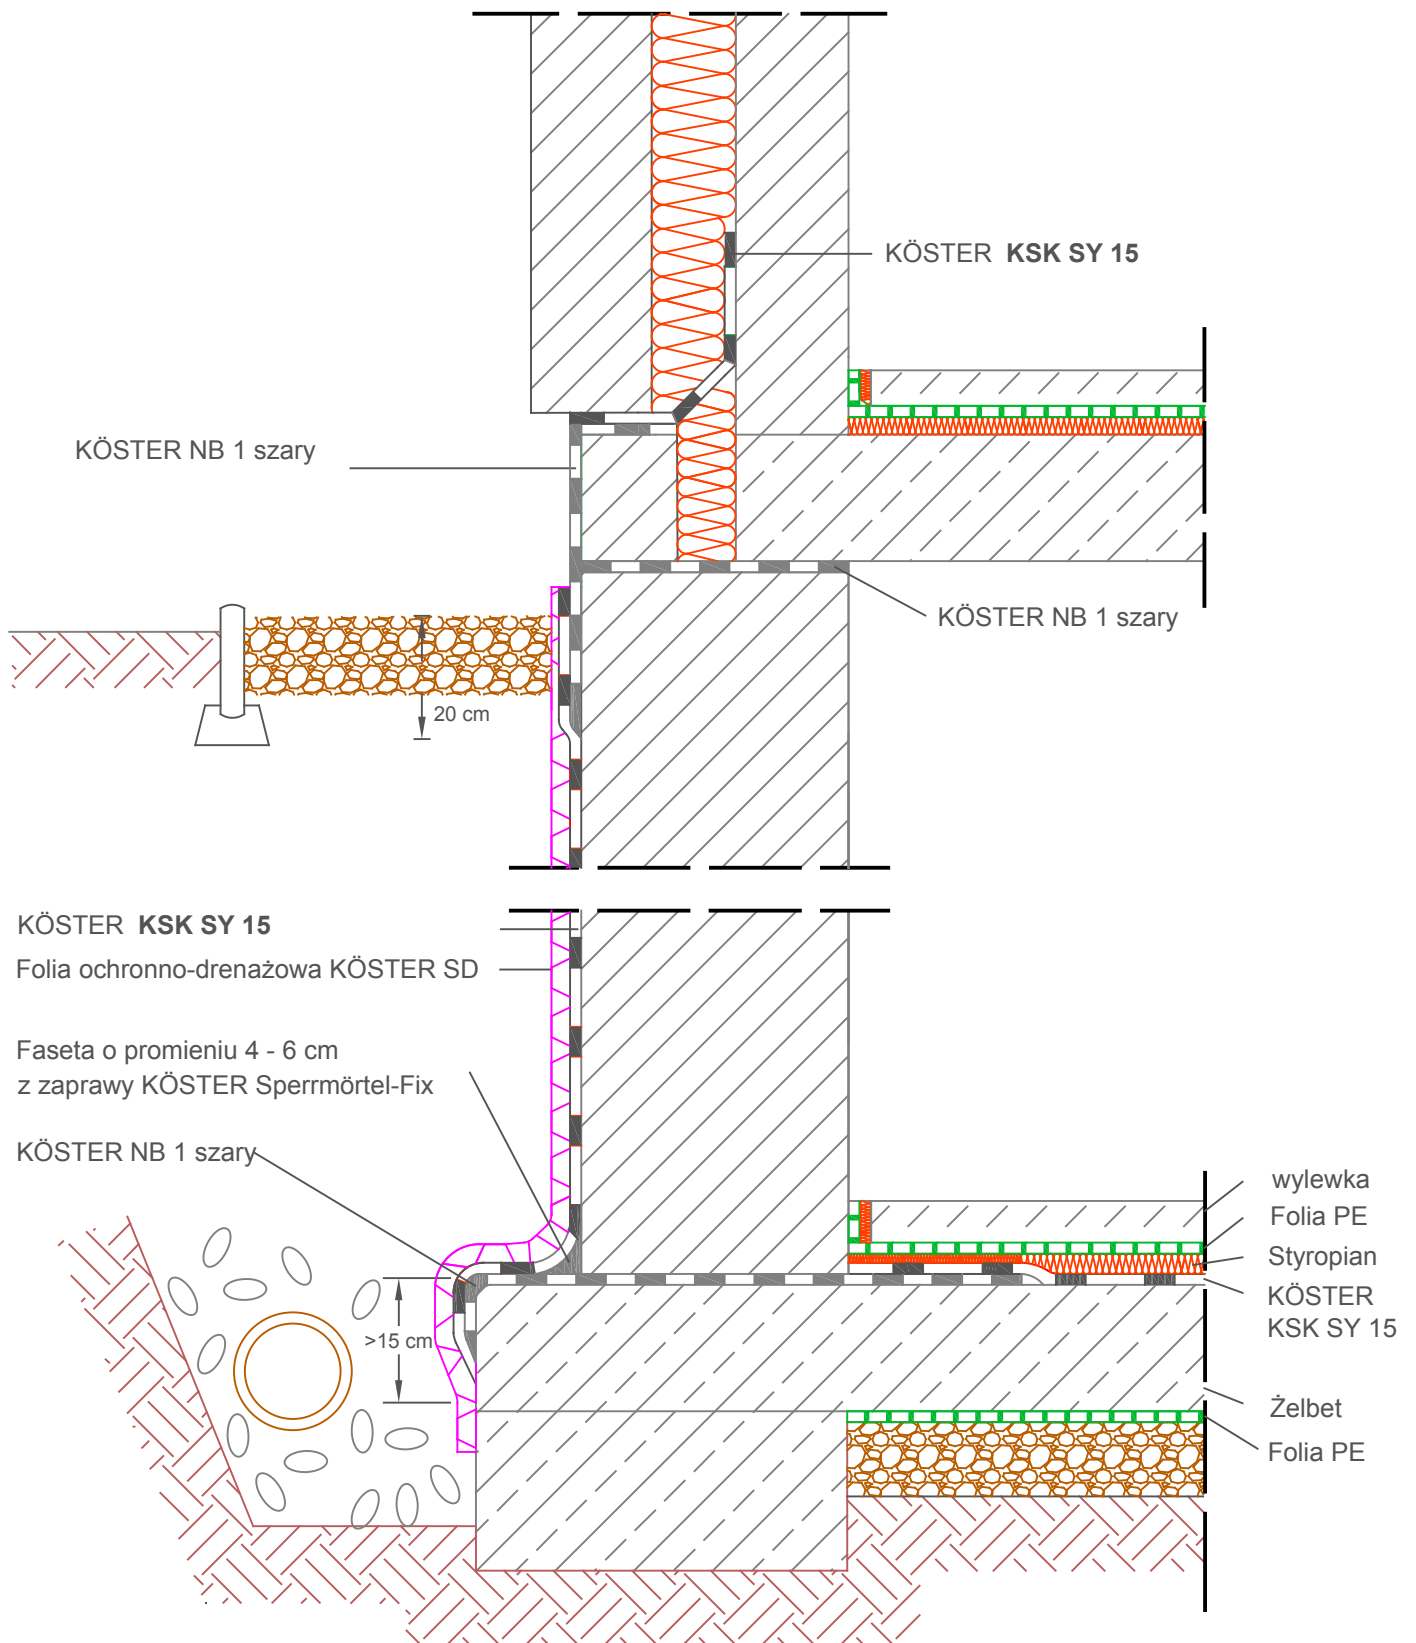 KÖSTER KSK SY 15
KÖSTER NB 1 szary
KÖSTER NB 1 szary
20 cm
KÖSTER KSK SY 15
Folia ochronno-drenażowa KÖSTER SD
Faseta o promieniu 4 - 6 cm
z zaprawy KÖSTER Sperrmörtel-Fix
KÖSTER NB 1 szary
wylewka
Folia PE
Styropian
KÖSTER
KSK SY 15
>15 cm
Żelbet
Folia PE